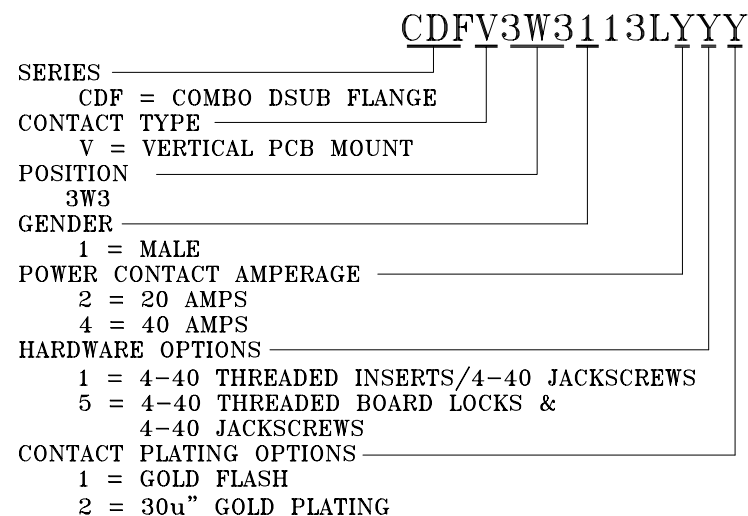 CDFV3W3113LYYY
SERIES
CDF = COMBO DSUB FLANGE
CONTACT TYPE
V = VERTICAL PCB MOUNT
POSITION
3W3
GENDER
1 = MALE
POWER CONTACT AMPERAGE
2 = 20 AMPS
4 = 40 AMPS
HARDWARE OPTIONS
1 = 4-40 THREADED INSERTS/4-40 JACKSCREWS
5 = 4-40 THREADED BOARD LOCKS &
4-40 JACKSCREWS
CONTACT PLATING OPTIONS
1 = GOLD FLASH
2 = 30u" GOLD PLATING